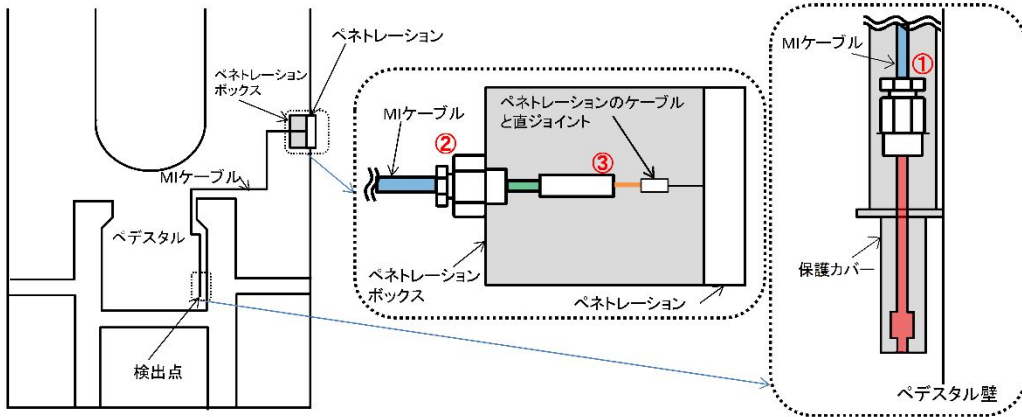 ペネトレーション
ペネトレーション
ボックス
MIケーブル
ペデスタル
検出点
MIケーブル
②
ペネトレーションのケーブル
と直ジョイント
③
ペネトレーション
ボックス
ペネトレーション
MIケーブル
①
保護カバー
ペデスタル壁